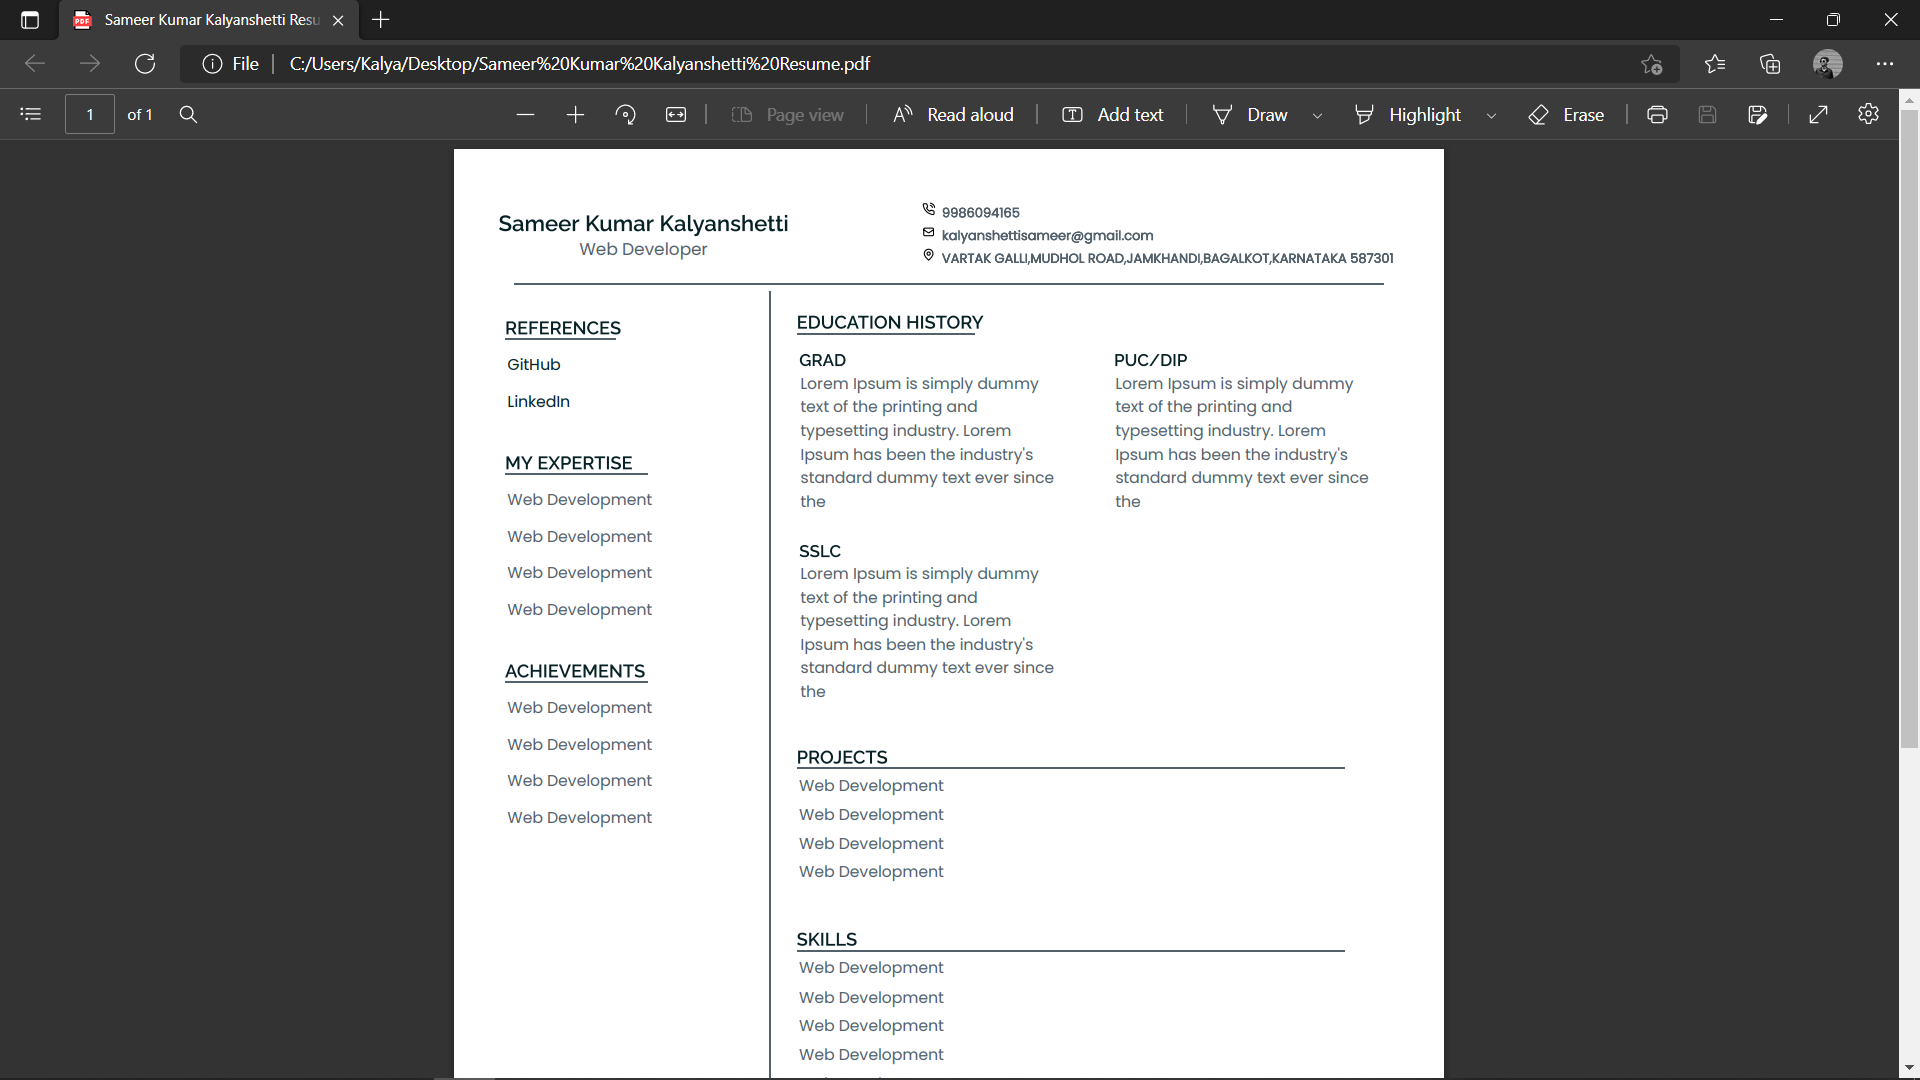 Sameer Kumar Kalyanshetti Resu
File
C:/Users/Kalya/Desktop/Sameer%20Kumar%20Kalyanshetti%20Resume.pdf
1 of 1
Page view
Read aloud
Add text
Draw
Highlight
Erase
Sameer Kumar Kalyanshetti
Web Developer
9986094165
kalyanshettisameer@gmail.com
VARTAK GALLI,MUDHOL ROAD,JAMKHANDI,BAGALKOT,KARNATAKA 587301
REFERENCES
GitHub
LinkedIn
MY EXPERTISE
Web Development
Web Development
Web Development
Web Development
ACHIEVEMENTS
Web Development
Web Development
Web Development
Web Development
EDUCATION HISTORY
GRAD
Lorem Ipsum is simply dummy
text of the printing and
typesetting industry. Lorem
Ipsum has been the industry's
standard dummy text ever since
the
PUC/DIP
Lorem Ipsum is simply dummy
text of the printing and
typesetting industry. Lorem
Ipsum has been the industry's
standard dummy text ever since
the
SSLC
Lorem Ipsum is simply dummy
text of the printing and
typesetting industry. Lorem
Ipsum has been the industry's
standard dummy text ever since
the
PROJECTS
Web Development
Web Development
Web Development
Web Development
SKILLS
Web Development
Web Development
Web Development
Web Development